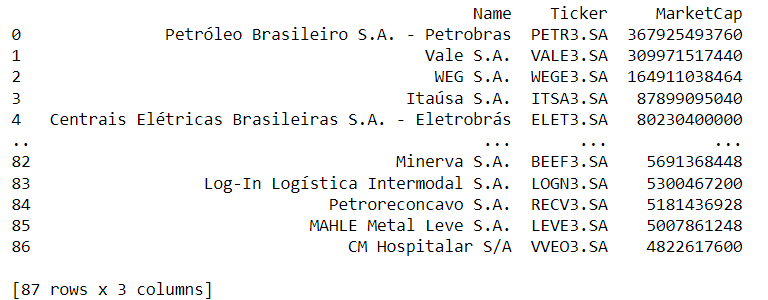 Name Ticker MarketCap
0 Petróleo Brasileiro S.A. - Petrobras PETR3.SA 367925493760
1 Vale S.A. VALE3.SA 309971517440
2 WEG S.A. WEGE3.SA 164911038464
3 Itaúsa S.A. ITSA3.SA 87899095040
4 Centrais Elétricas Brasileiras S.A. - Eletrobrás ELET3.SA 80230400000
.. ... ... ...
82 Minerva S.A. BEEF3.SA 5691368448
83 Log-In Logística Intermodal S.A. LOGN3.SA 5300467200
84 Petroreconcavo S.A. RECV3.SA 5181436928
85 MAHLE Metal Leve S.A. LEVE3.SA 5007861248
86 CM Hospitalar S/A VVEO3.SA 4822617600
[87 rows x 3 columns]